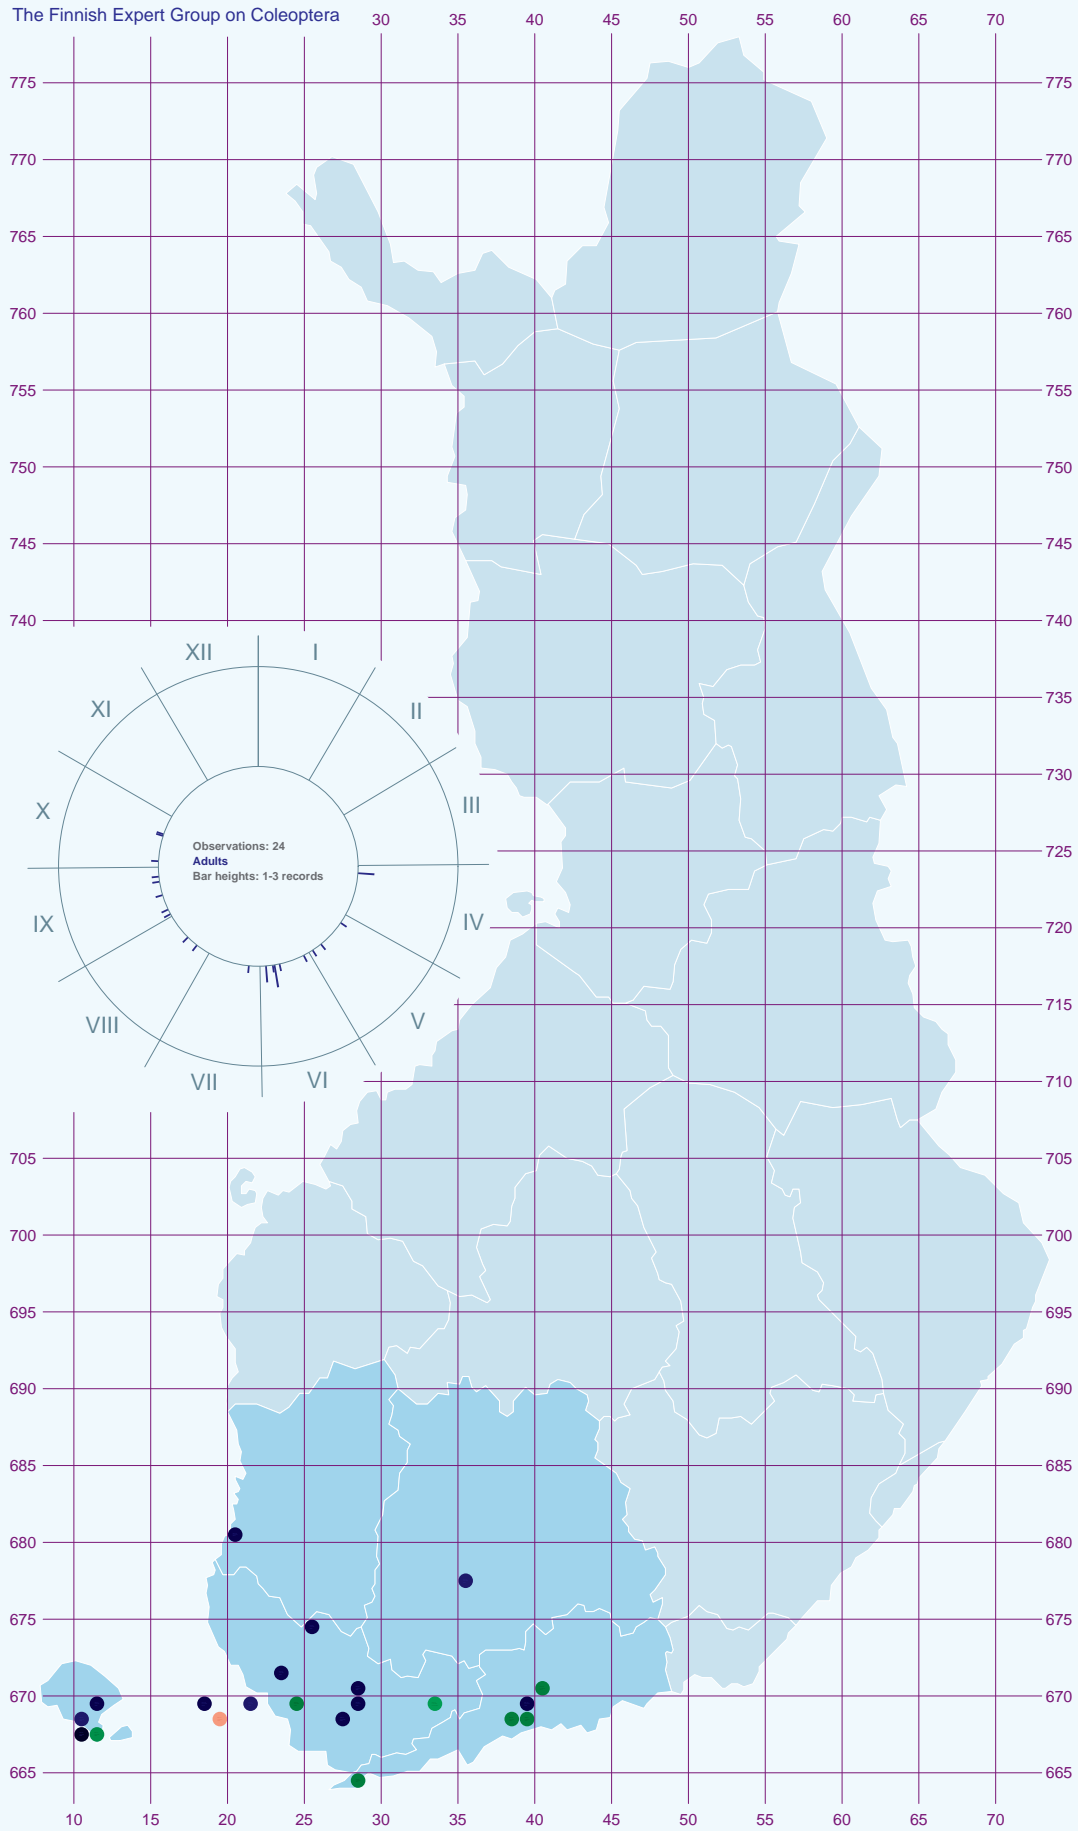 The Finnish Expert Group on Coleoptera
30 40 45 50 55 60 65 70
775 775
770 770
765 765
760 760
755 755
750 750
745 745
740 740
XII I
XI II
735
730
X III
Observations: 24
Adults
Bar heights: 1-3 records
725
IX IV
720
VIII V
715
VII VI
710
705 705
700 700
695 695
690 690
685 685
680 680
675 675
670 670
665 665
10 15 20 25 30 35 40 45 50 55 60 65 70